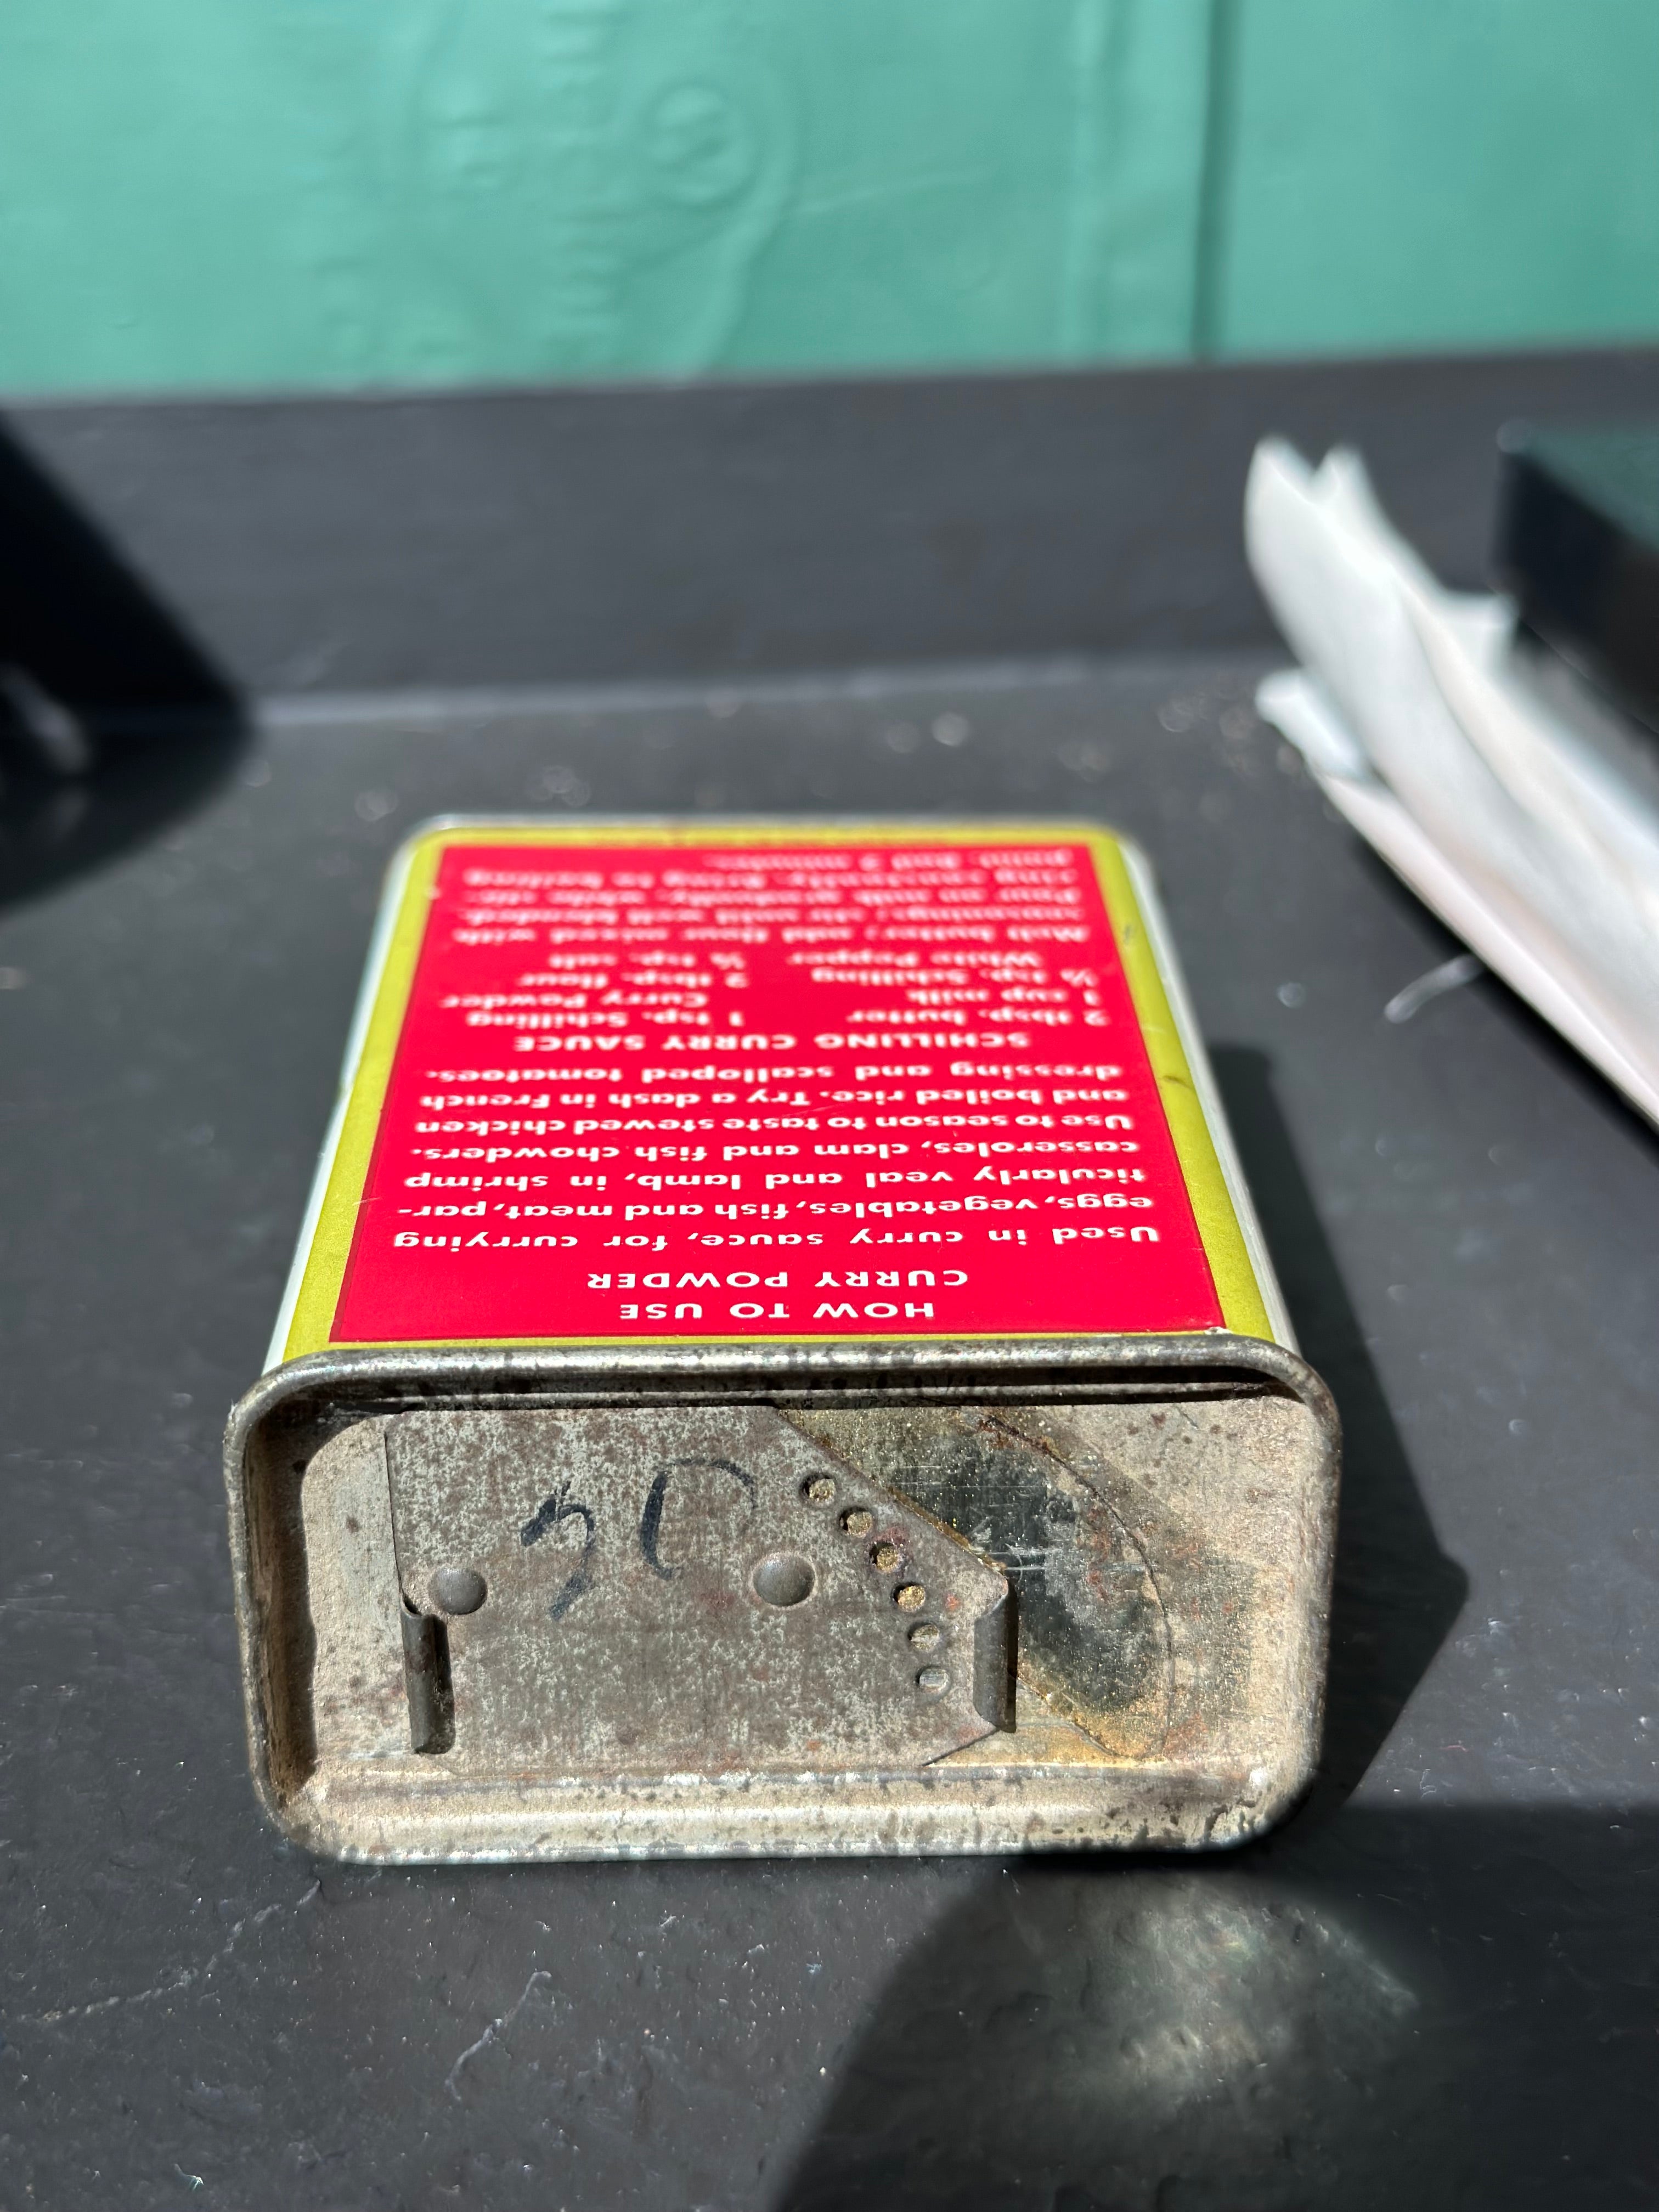 HOW TO USE
CURRY POWDER
Used in curry sauce, for currying
eggs, vegetables, fish and meat, par-
ticularly veal and lamb, in shrimp
casseroles, clam and fish chowders.
Use to season to taste stewed chicken
and boiled rice. Try a dash in French
dressing and scalloped tomatoes.
SCHILLING CURRY SAUCE
2 tbsp. butter 1 tsp. Schilling
1 cup milk Curry Powder
tsp. Schilling 2 tbsp. flour
White Pepper tsp. salt
Melt butter; add flour mixed with
seasonings; stir until well blended.
Pour on milk gradually, while stir-
ring constantly. Bring to boiling
point. Boil 2 minutes.